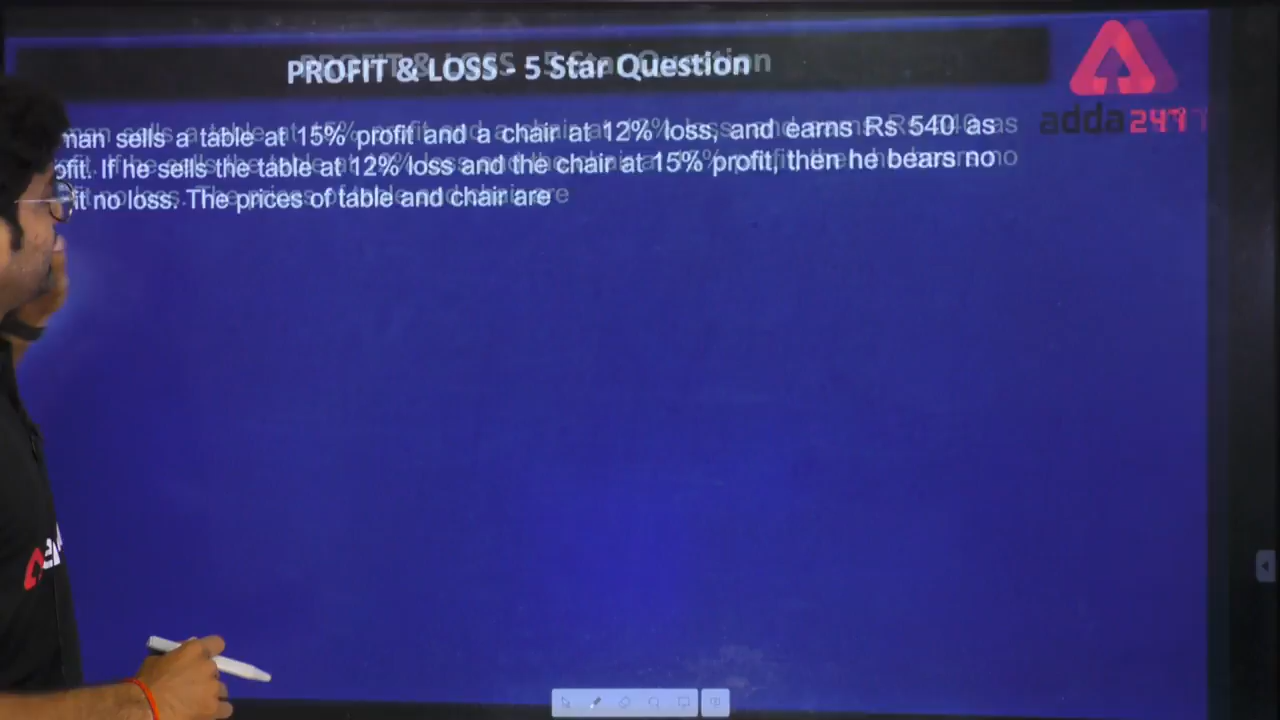 PROFIT & LOSS - 5 Star Question
man sells a table at 15% profit and a chair at 12% loss, and earns Rs 540 as
ofit. If he sells the table at 12% loss and the chair at 15% profit, then he bears no
it no loss. The prices of table and chair are
adda 247